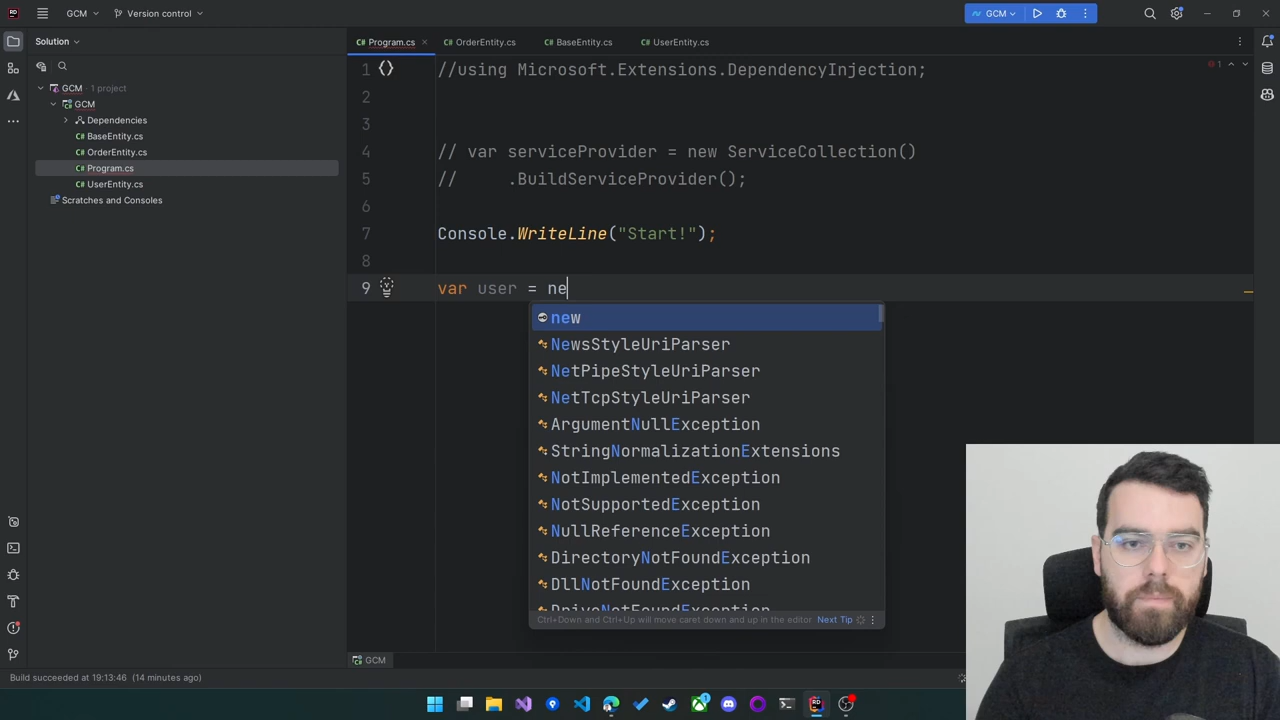 GCM
Version control
GCM
Solution
Program.cs
OrderEntity.cs
BaseEntity.cs
UserEntity.cs
GCM 1 project
GCM
Dependencies
BaseEntity.cs
OrderEntity.cs
Program.cs
UserEntity.cs
Scratches and Consoles
1 //using Microsoft.Extensions.DependencyInjection;
2
3
4 // var serviceProvider = new ServiceCollection()
5 // .BuildServiceProvider();
6
7 Console.WriteLine("Start!");
8
9 var user = ne
new
NewsStyleUriParser
NetPipeStyleUriParser
NetTcpStyleUriParser
ArgumentNullException
StringNormalizationExtensions
NotImplementedException
NotSupportedException
NullReferenceException
DirectoryNotFoundException
DllNotFoundException
DriveNotFoundException
Ctrl+Down and Ctrl+Up will move caret down and up in the editor Next Tip
GCM
Build succeeded at 19:13:46 (14 minutes ago)